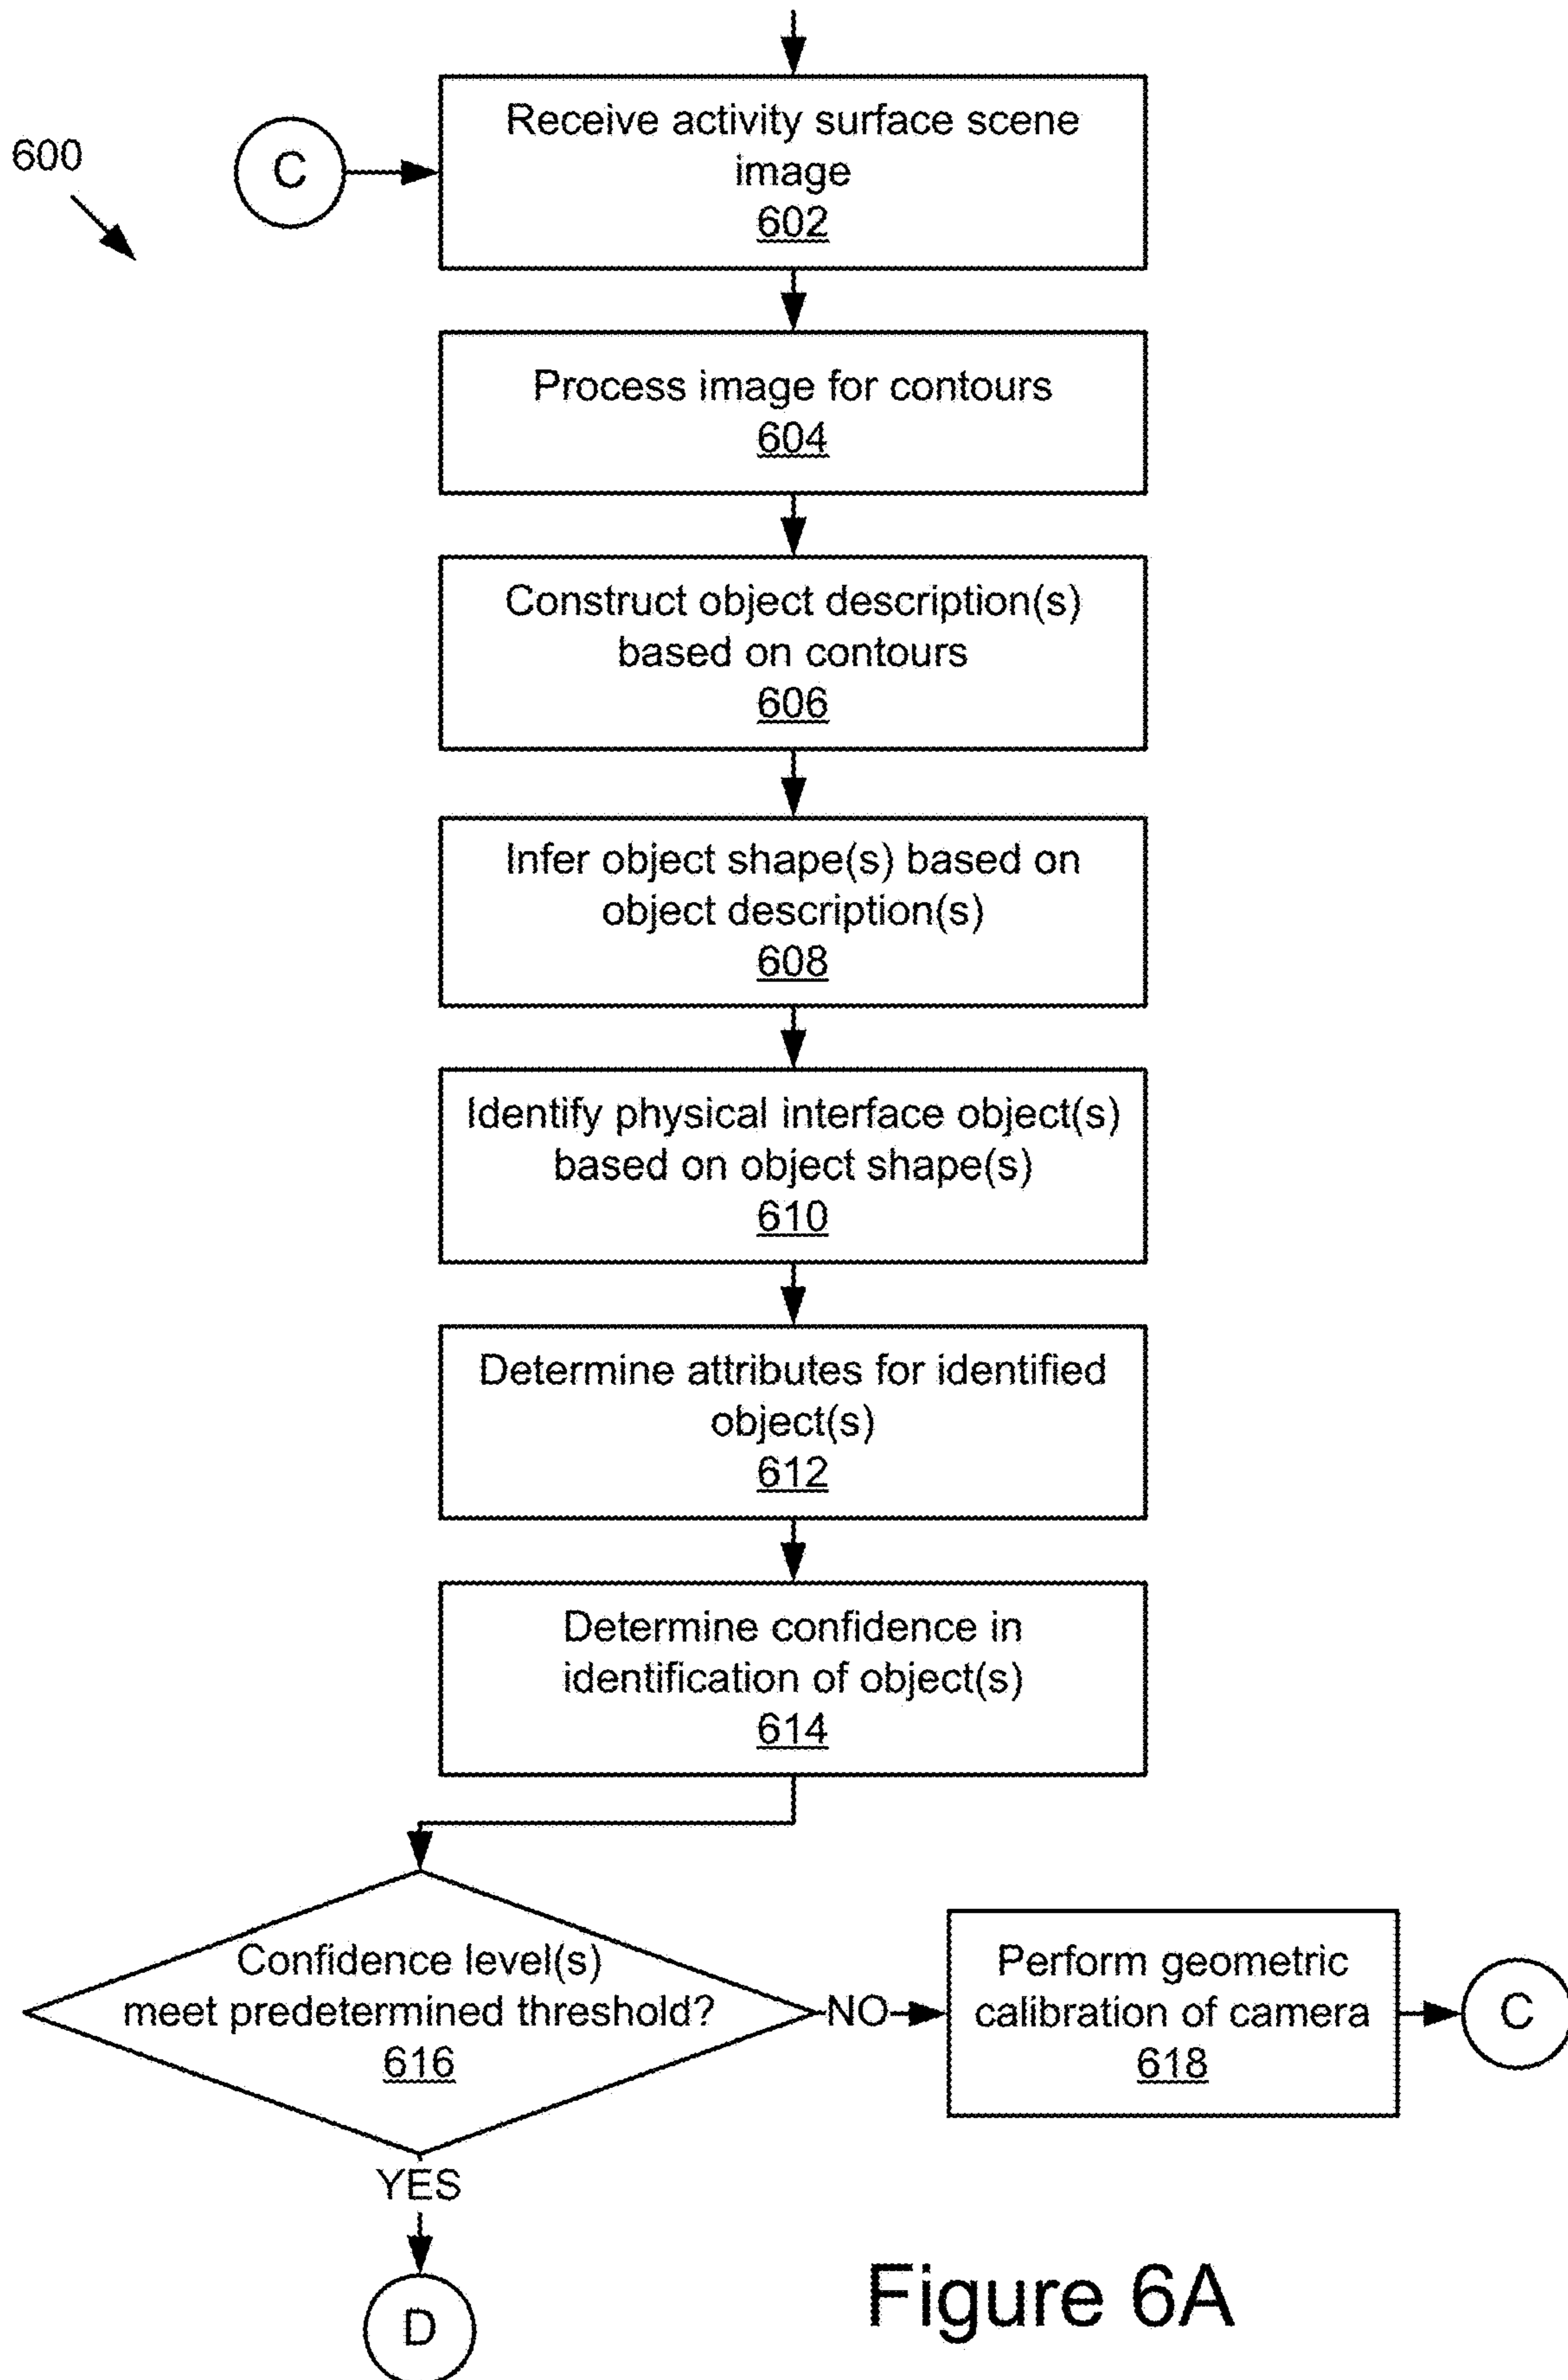 600
C
Receive activity surface scene
image
602
Process image for contours
604
Construct object description(s)
based on contours
606
Infer object shape(s) based on
object description(s)
608
Identify physical interface object(s)
based on object shape(s)
610
Determine attributes for identified
object(s)
612
Determine confidence in
identification of object(s)
614
Confidence level(s)
meet predetermined threshold?
616
NO
Perform geometric
calibration of camera
618
C
YES
D
Figure 6A